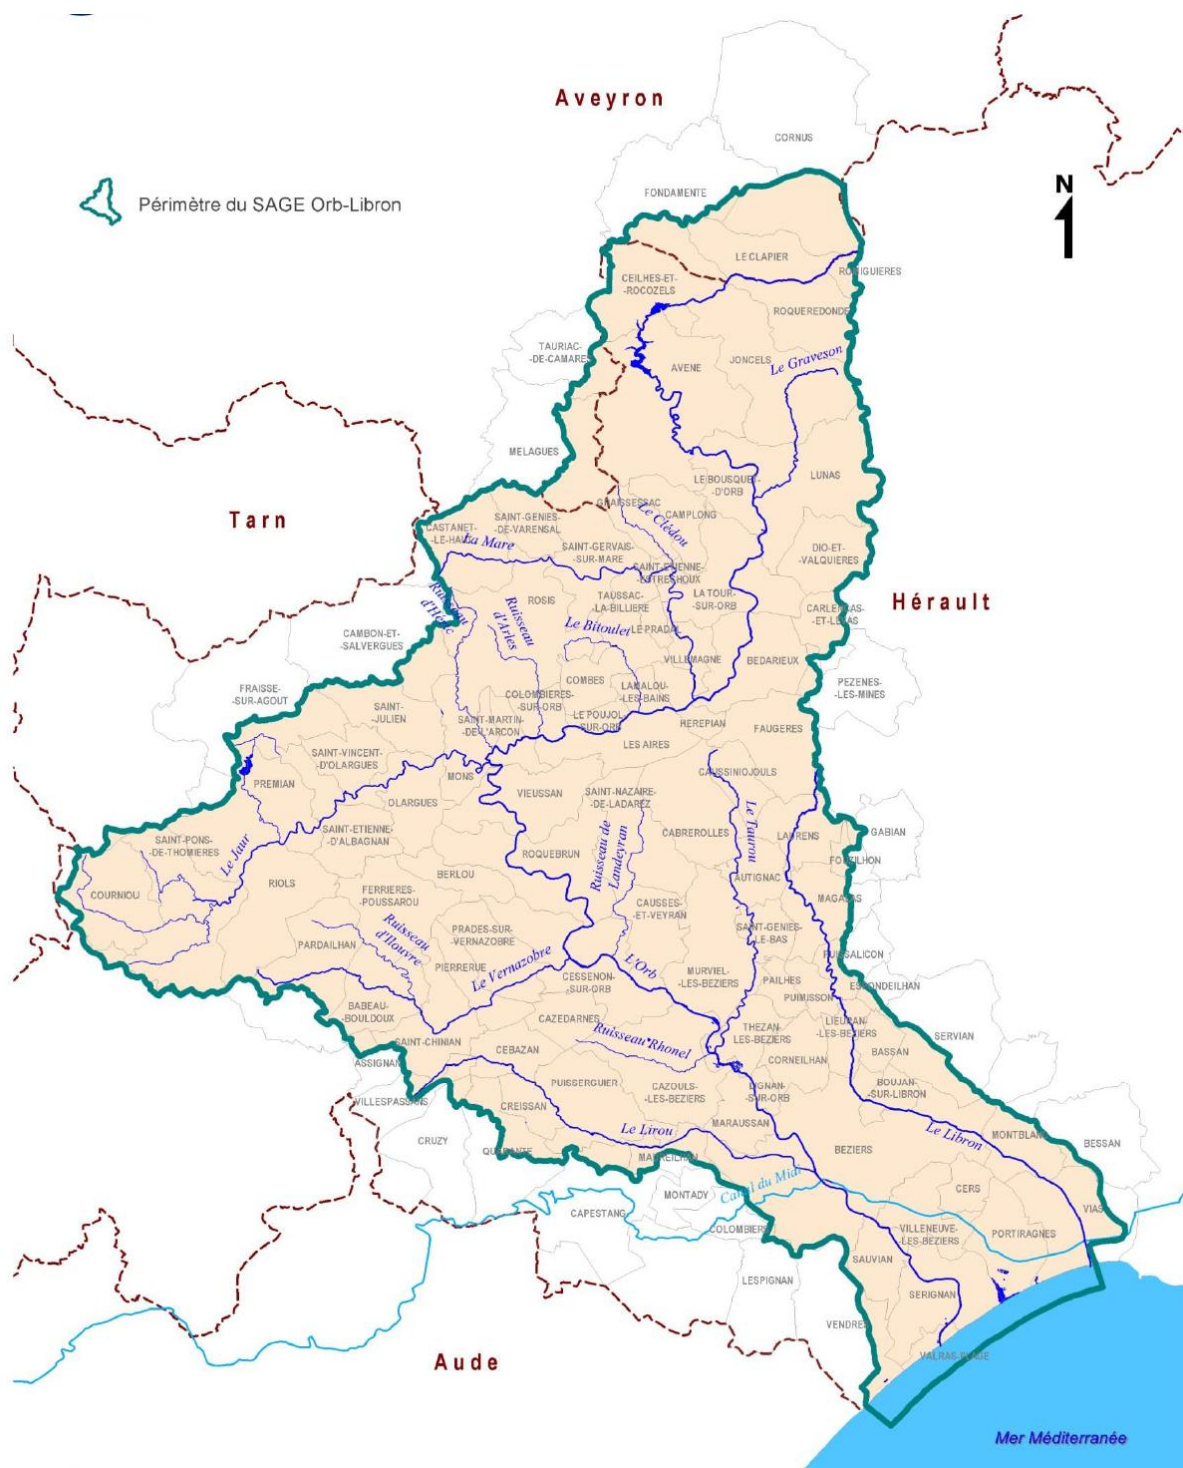 Aveyron
CORNUS
N
FONDAMENTE
Périmètre du SAGE Orb-Libron
LE CLAPIER
ROMIGUIERES
CEILHES-ET-
-ROCOZELS
ROQUEREDONDE
TAURIAC-
-DE-CAMARES
AVENE
JONCELS
Le Graveson
MELAGUES
LE BOUSQUET-
-D'ORB
LUNAS
GRAISSESSAC
Le Clédou
CAMPLONG
Tarn
CASTANET-
-LE-HAUT
SAINT-GENIES-
-DE-VARENSAL
La Mare
SAINT-GERVAIS-
-SUR-MARE
DIO-ET-
-VALQUIERES
SAINT-ETIENNE-
-ESTRECHOUX
Ruisseau
d'Héric
ROSIS
Ruisseau
d'Arles
TAUSSAC-
-LA-BILLIERE
LA TOUR-
-SUR-ORB
Hérault
CARLENCAS-
-ET-LEVAS
CAMBON-ET-
-SALVERGUES
Le Bitoulet
LE PRADAL
VILLEMAGNE
BEDARIEUX
FRAISSE-
-SUR-AGOUT
COMBES
LAMALOU-
-LES-BAINS
PEZENES-
-LES-MINES
SAINT-
-JULIEN
COLOMBIERES-
-SUR-ORB
SAINT-MARTIN-
-DE-L'ARCON
LE POUJOL-
-SUR-ORB
HEREPIAN
FAUGERES
LES AIRES
SAINT-VINCENT-
-D'OLARGUES
PREMIAN
MONS
CAUSSINIOJOULS
VIEUSSAN
SAINT-NAZAIRE-
-DE-LADAREZ
OLARGUES
SAINT-ETIENNE-
-D'ALBAGNAN
CABREROLLES
Le Taurou
LAURENS
GABIAN
SAINT-PONS-
-DE-THOMIERES
Le Jaur
ROQUEBRUN
Ruisseau de
Landeyran
FOUZILHON
COURNIOU
RIOLS
BERLOU
FERRIERES-
-POUSSAROU
AUTIGNAC
MAGALAS
CAUSSES-
-ET-VEYRAN
PARDAILHAN
Ruisseau
d'Ilouvre
PRADES-SUR-
-VERNAZOBRE
SAINT-GENIES-
-LE-BAS
PUISSALICON
PIERRERUE
Le Vernazobre
CESSENON-
-SUR-ORB
L'Orb
MURVIEL-
-LES-BEZIERS
PAILHES
PUIMISSON
ESPONDEILHAN
BABEAU-
-BOULDOUX
CAZEDARNES
Ruisseau Rhonel
THEZAN-
-LES-BEZIERS
LIEURAN-
-LES-BEZIERS
SERVIAN
SAINT-CHINIAN
CEBAZAN
CORNEILHAN
BASSAN
ASSIGNAN
PUISSERGUIER
CAZOULS-
-LES-BEZIERS
LIGNAN-
-SUR-ORB
BOUJAN-
-SUR-LIBRON
VILLESPASSANS
CREISSAN
Le Lirou
MARAUSSAN
Le Libron
MONTBLANC
BESSAN
CRUZY
QUARANTE
MAUREILHAN
BEZIERS
MONTADY
Canal du Midi
CERS
CAPESTANG
COLOMBIERS
VIAS
VILLENEUVE-
-LES-BEZIERS
PORTIRAGNES
LESPIGNAN
SAUVIAN
SERIGNAN
VENDRES
Aude
VALRAS-PLAGE
Mer Méditerranée